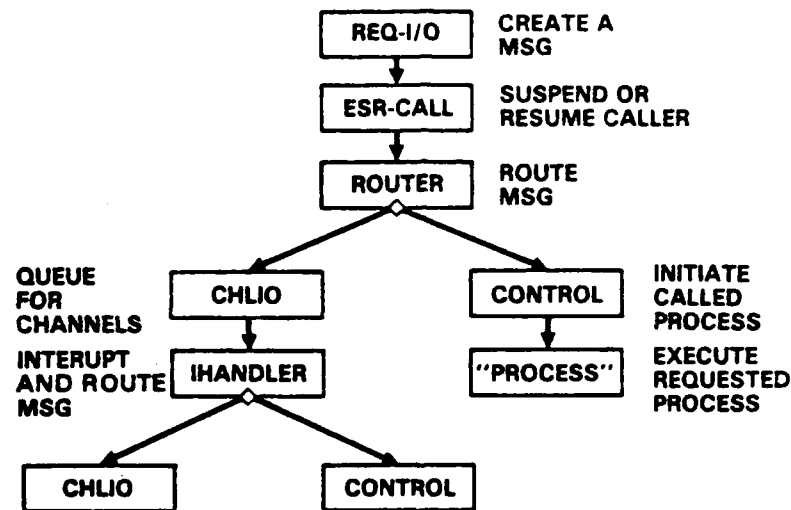 REQ-I/O
CREATE A
MSG
ESR-CALL
SUSPEND OR
RESUME CALLER
ROUTER
ROUTE
MSG
QUEUE
FOR
CHANNELS
CHLIO
CONTROL
INITIATE
CALLED
PROCESS
INTERUPT
AND ROUTE
MSG
IHANDLER
"PROCESS"
EXECUTE
REQUESTED
PROCESS
CHLIO
CONTROL